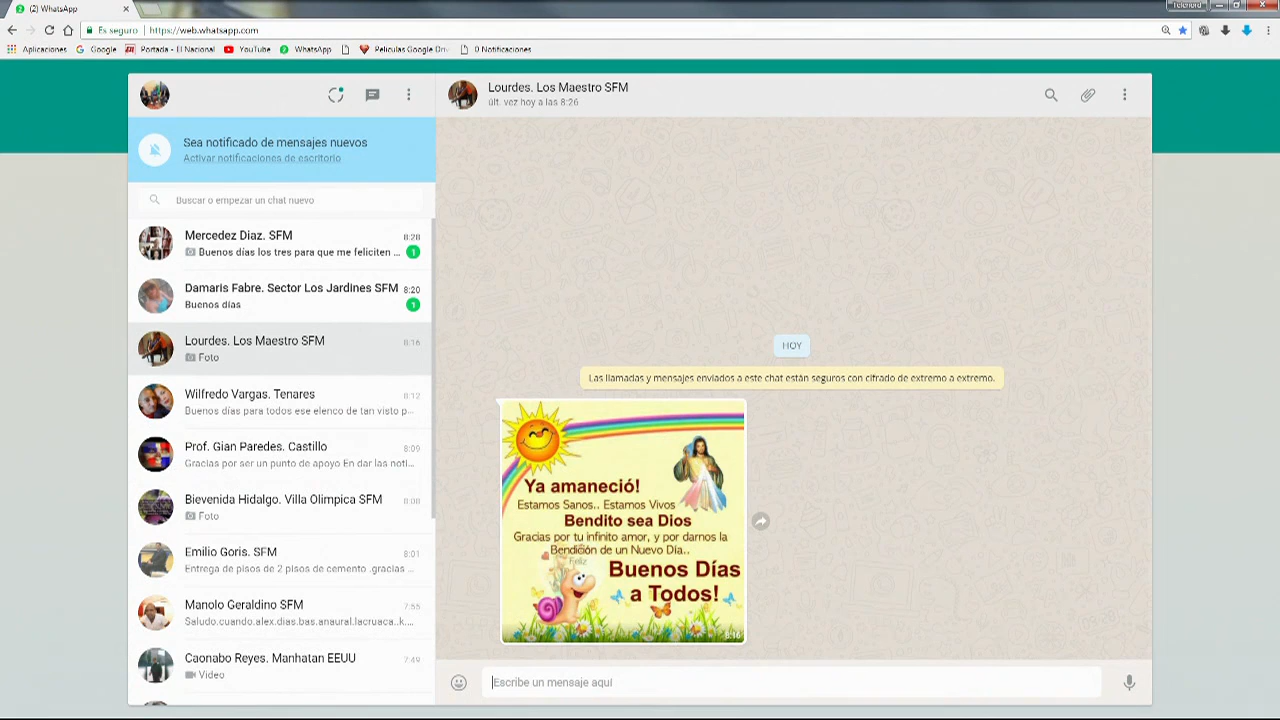 (2) WhatsApp
Telenord
Es seguro | https://web.whatsapp.com
Aplicaciones Google Portada - El Nacional YouTube WhatsApp Peliculas Google Driv 0 Notificaciones
Lourdes. Los Maestro SFM
últ. vez hoy a las 8:26
Sea notificado de mensajes nuevos
Activar notificaciones de escritorio
Buscar o empezar un chat nuevo
Mercedez Diaz. SFM 8:28
Buenos días los tres para que me feliciten ... 1
Damaris Fabre. Sector Los Jardines SFM 8:20
Buenos días 1
Lourdes. Los Maestro SFM 8:16
Foto
Wilfredo Vargas. Tenares 8:12
Buenos días para todos ese elenco de tan visto p...
Prof. Gian Paredes. Castillo 8:09
Gracias por ser un punto de apoyo En dar las noti...
Bievenida Hidalgo. Villa Olimpica SFM 8:08
Foto
Emilio Goris. SFM 8:01
Entrega de pisos de 2 pisos de cemento .gracias ...
Manolo Geraldino SFM 7:55
Saludo.cuando.alex.dias.bas.anaural.lacruaca..k....
Caonabo Reyes. Manhatan EEUU 7:49
Video
HOY
Las llamadas y mensajes enviados a este chat están seguros con cifrado de extremo a extremo.
Ya amaneció!
Estamos Sanos.. Estamos Vivos
Bendito sea Dios
Gracias por tu infinito amor, y por darnos la
Bendición de un Nuevo Día..
Feliz
Buenos Días
a Todos!
8:16
Escribe un mensaje aquí